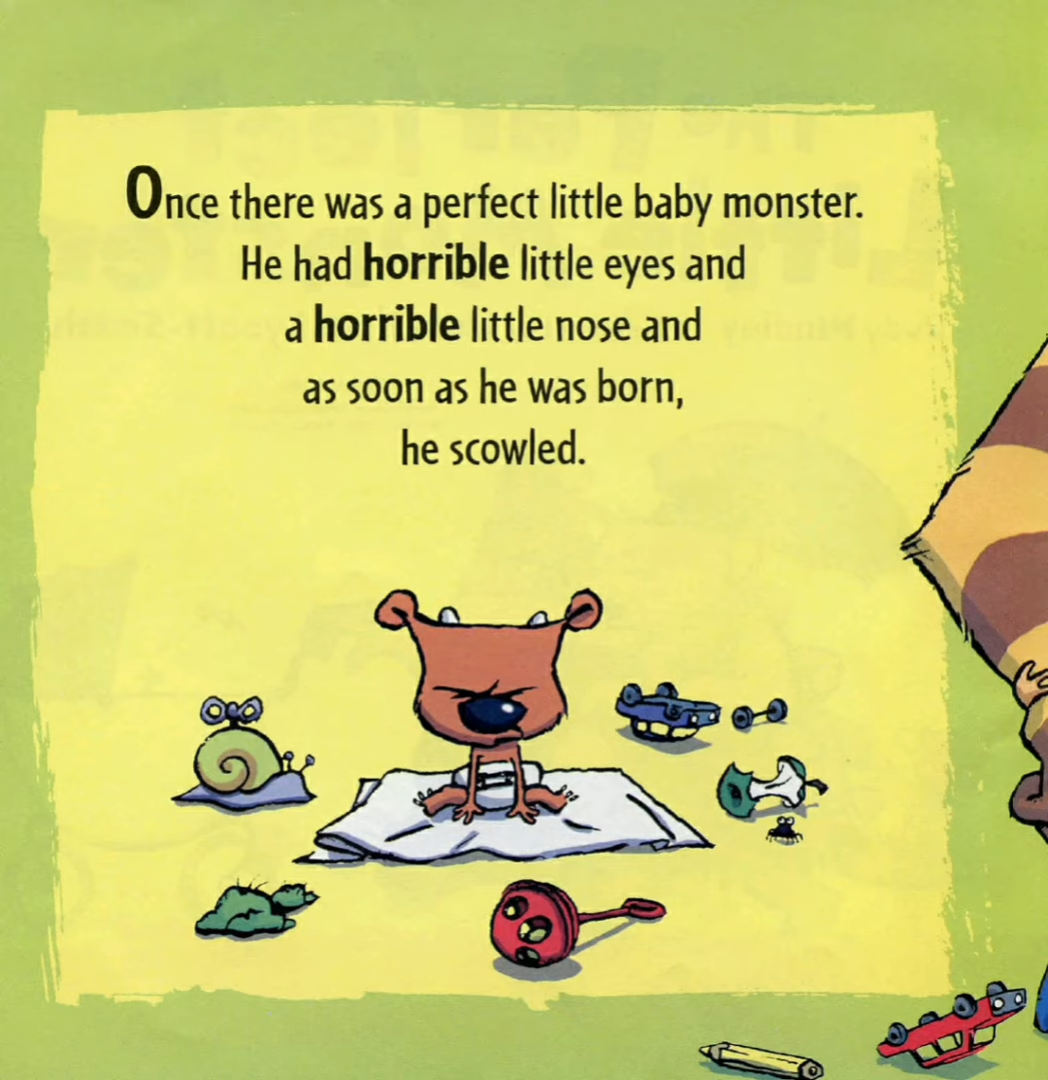 Once there was a perfect little baby monster.
He had horrible little eyes and
a horrible little nose and
as soon as he was born,
he scowled.